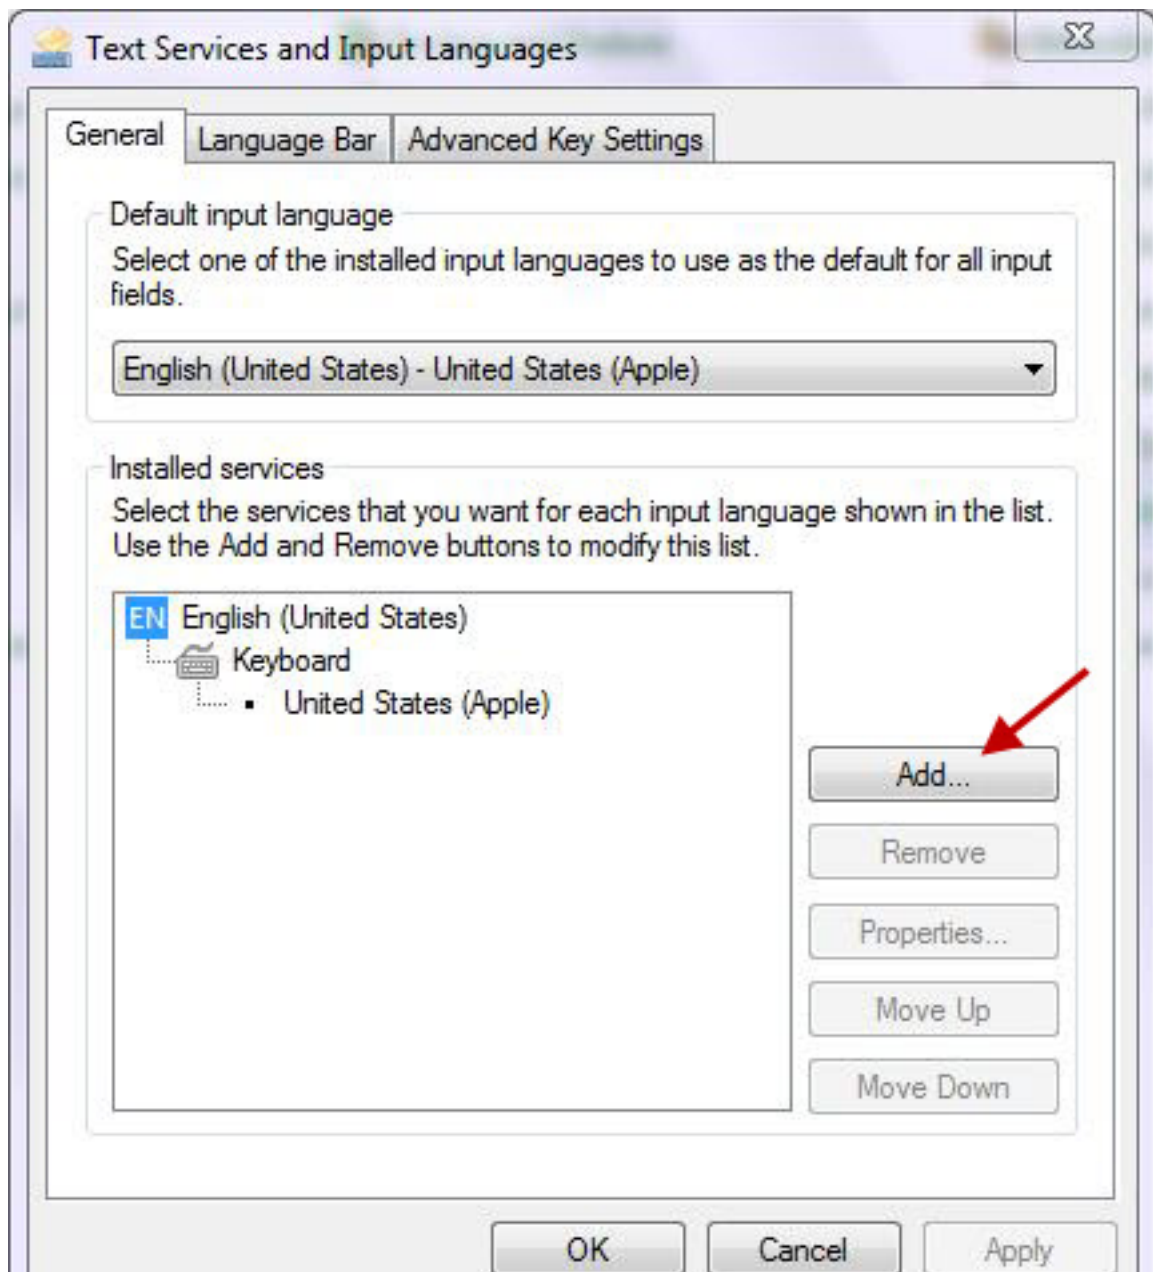 Text Services and Input Languages
General
Language Bar
Advanced Key Settings
Default input language
Select one of the installed input languages to use as the default for all input
fields.
English (United States) - United States (Apple)
Installed services
Select the services that you want for each input language shown in the list.
Use the Add and Remove buttons to modify this list.
EN English (United States)
Keyboard
United States (Apple)
Add...
Remove
Properties...
Move Up
Move Down
OK
Cancel
Apply